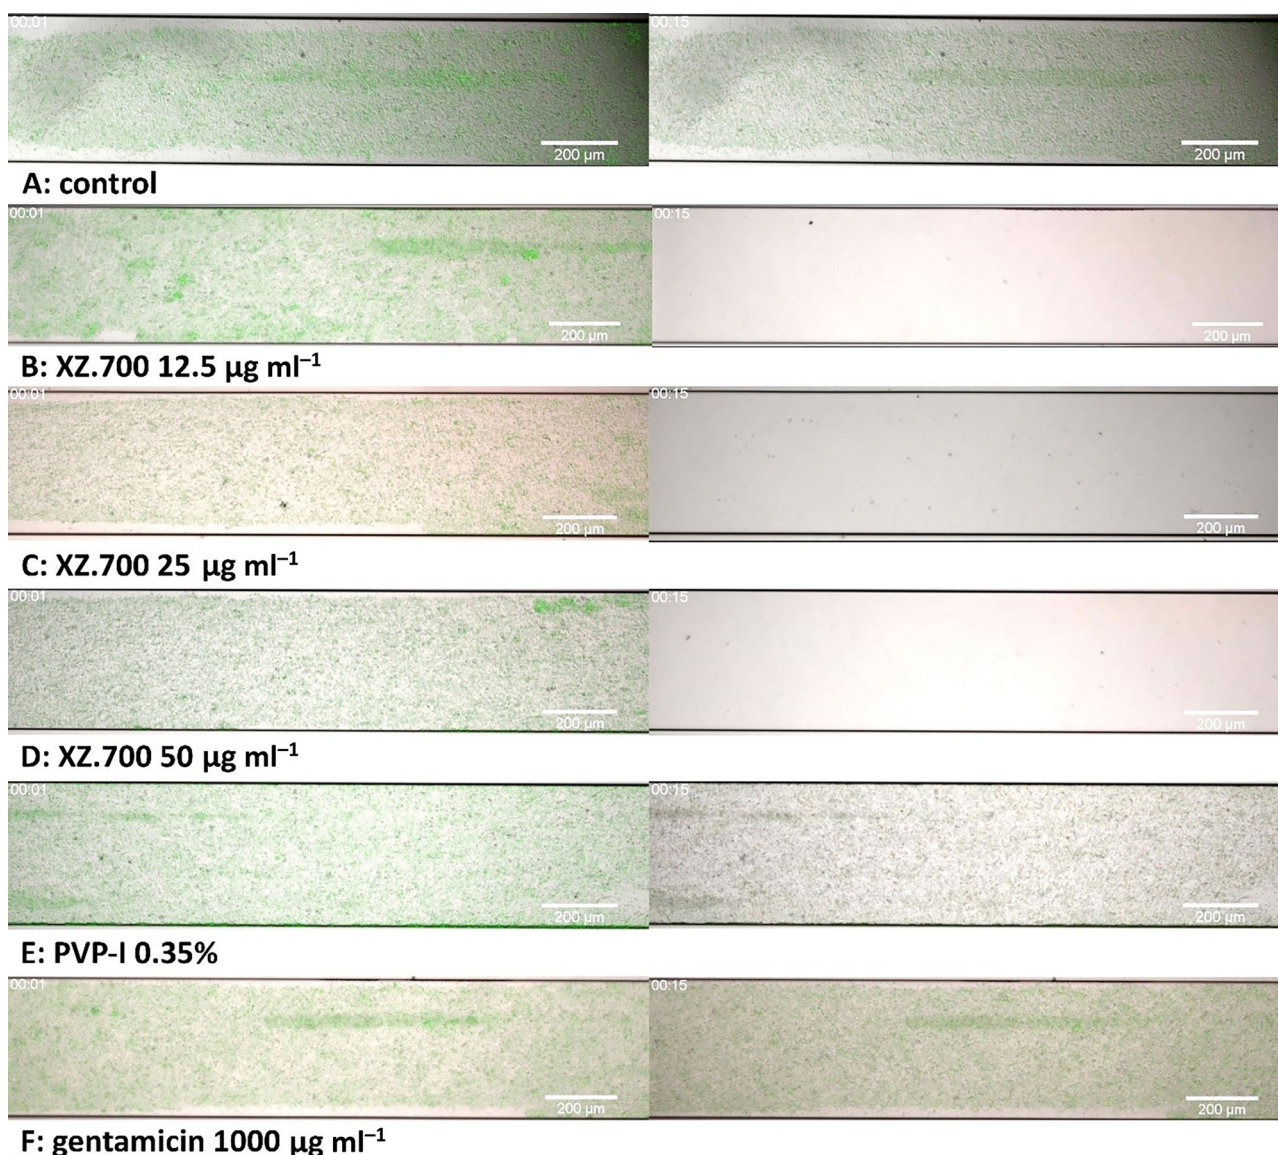 00:01 00:15
200 µm 200 µm
A: control
00:01 00:15
200 µm 200 µm
B: XZ.700 12.5 µg ml–1
00:01 00:15
200 µm 200 µm
C: XZ.700 25 µg ml–1
00:01 00:15
200 µm 200 µm
D: XZ.700 50 µg ml–1
00:01 00:15
200 µm 200 µm
E: PVP-I 0.35%
00:01 00:15
200 µm 200 µm
F: gentamicin 1000 µg ml–1